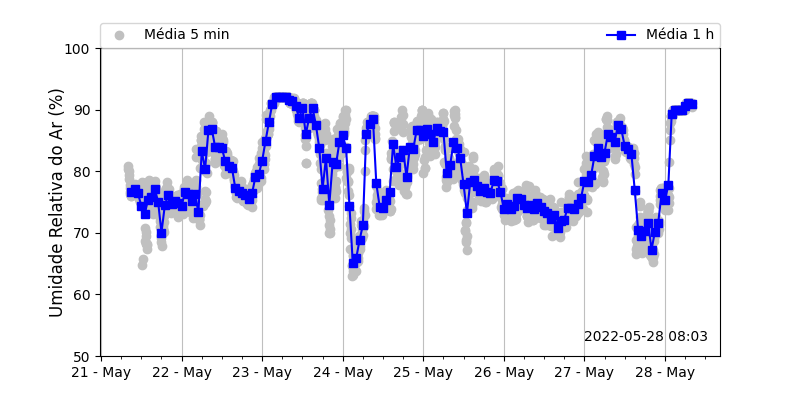 Média 5 min
Média 1 h
Umidade Relativa do Ar (%)
100
90
80
70
60
50
2022-05-28 08:03
21 - May
22 - May
23 - May
24 - May
25 - May
26 - May
27 - May
28 - May